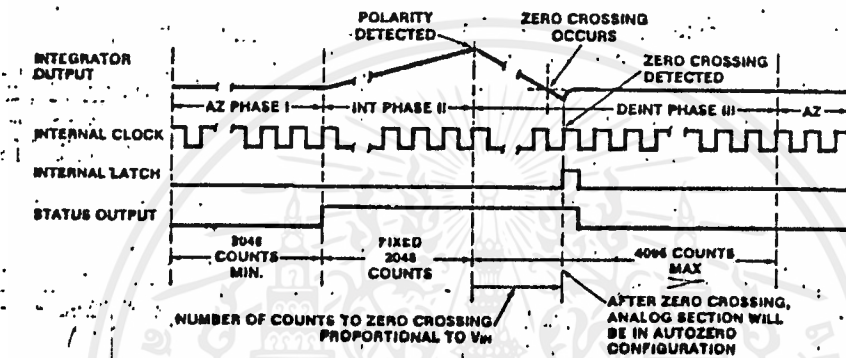 POLARITY
DETECTED
ZERO CROSSING
OCCURS
INTEGRATOR
OUTPUT
ZERO CROSSING
DETECTED
AZ PHASE I
INT PHASE II
DEINT PHASE III
AZ
INTERNAL CLOCK
INTERNAL LATCH
STATUS OUTPUT
2048
COUNTS
MIN.
FIXED
2048
COUNTS
4096 COUNTS
MAX
NUMBER OF COUNTS TO ZERO CROSSING
PROPORTIONAL TO VIN
AFTER ZERO CROSSING,
ANALOG SECTION WILL
BE IN AUTOZERO
CONFIGURATION